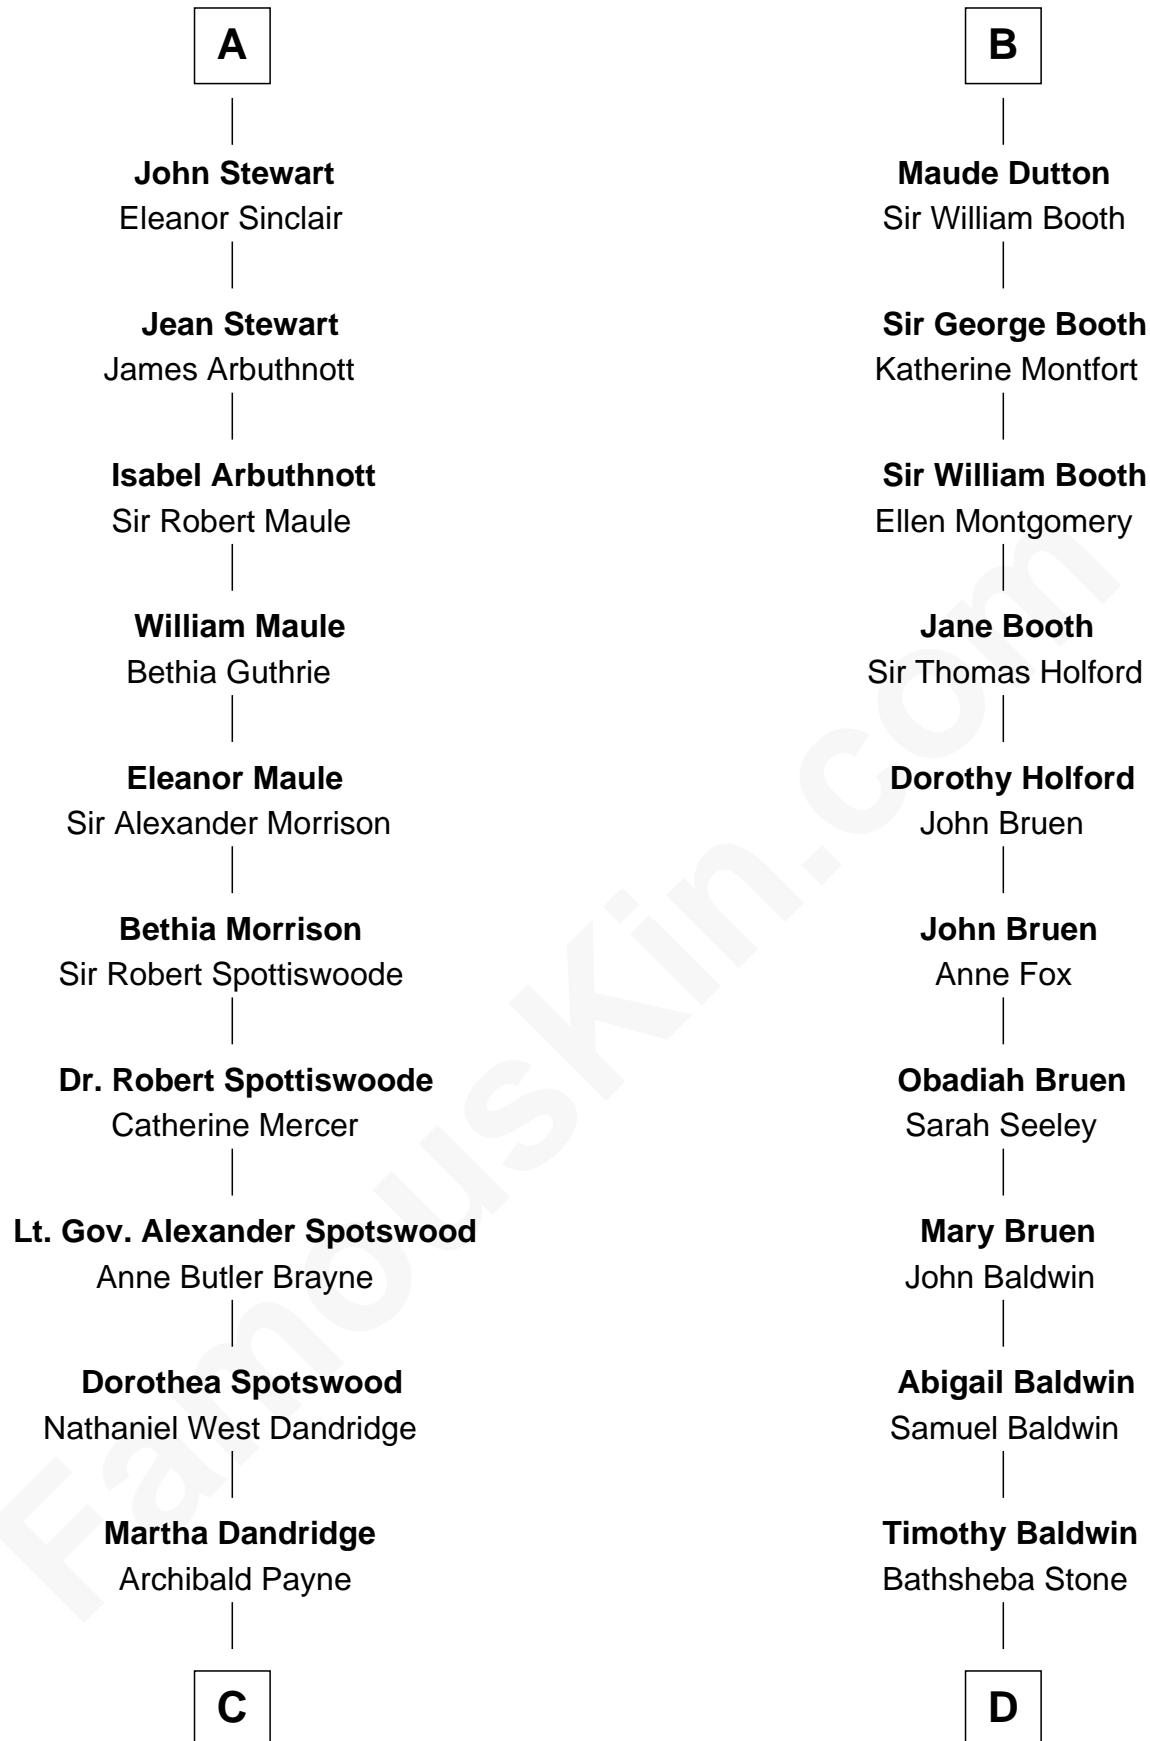 A
John Stewart
Eleanor Sinclair
Jean Stewart
James Arbuthnott
Isabel Arbuthnott
Sir Robert Maule
William Maule
Bethia Guthrie
Eleanor Maule
Sir Alexander Morrison
Bethia Morrison
Sir Robert Spottiswoode
Dr. Robert Spottiswoode
Catherine Mercer
Lt. Gov. Alexander Spotswood
Anne Butler Brayne
Dorothea Spotswood
Nathaniel West Dandridge
Martha Dandridge
Archibald Payne
C
B
Maude Dutton
Sir William Booth
Sir George Booth
Katherine Montfort
Sir William Booth
Ellen Montgomery
Jane Booth
Sir Thomas Holford
Dorothy Holford
John Bruen
John Bruen
Anne Fox
Obadiah Bruen
Sarah Seeley
Mary Bruen
John Baldwin
Abigail Baldwin
Samuel Baldwin
Timothy Baldwin
Bathsheba Stone
D
FamousKin.com